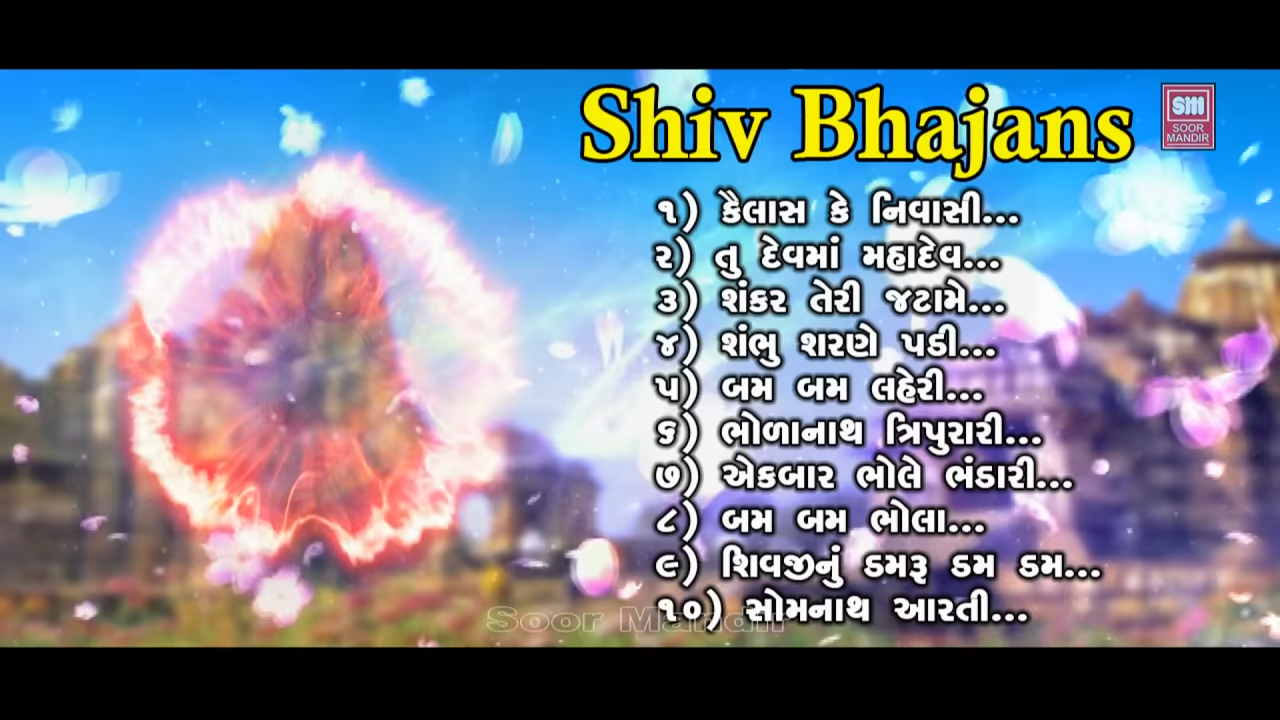 Shiv Bhajans
SM
SOOR
MANDIR
૧) કૈલાસ કે નિવાસી...
૨) તુ દેવમાં મહાદેવ...
૩) શંકર તેરી જટામે...
૪) શંભુ શરણે પડી...
૫) બમ બમ લહેરી...
૬) ભોળાનાથ ત્રિપુરારી...
૭) એકબાર ભોલે ભંડારી...
૮) બમ બમ ભોલા...
૯) શિવજીનું ડમરૂ ડમ ડમ...
૧૦) સોમનાથ આરતી...
Soor Mandir